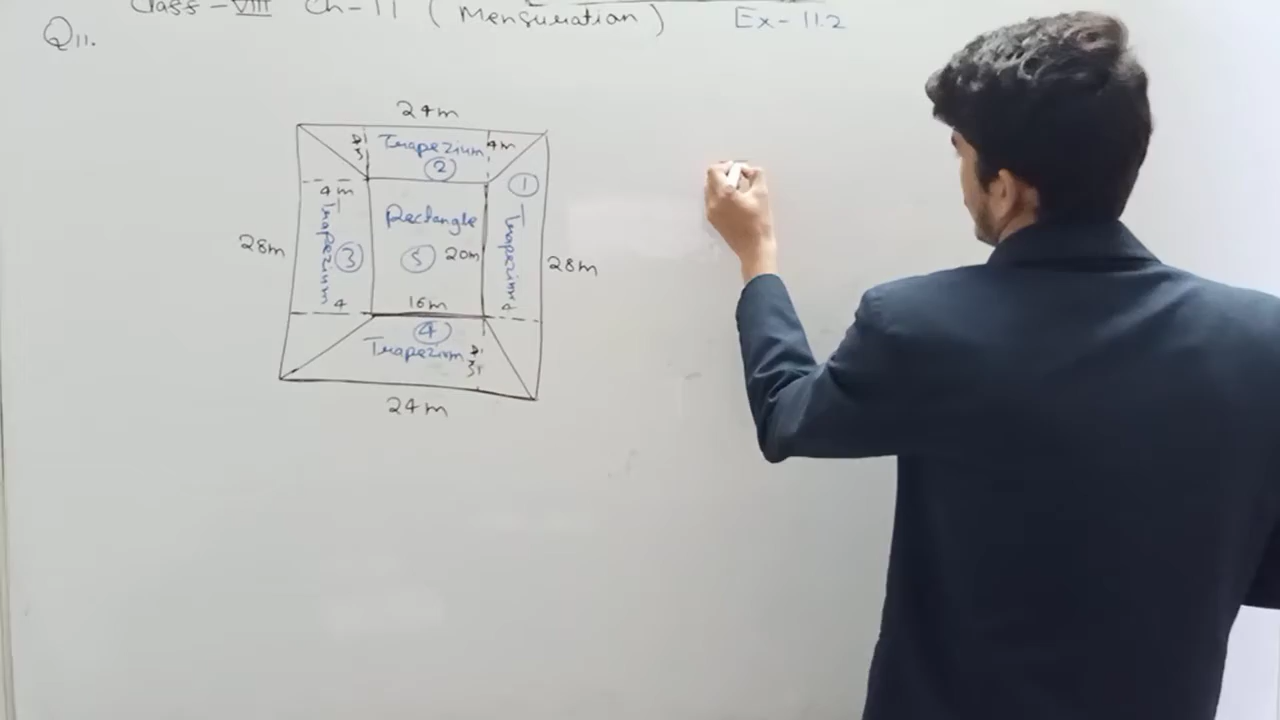 Class - VIII Ch-11 ( Mensuration ) Ex-11.2
Q11.
24m
Trapezium 4m
②
4m ①
Rectangle
Trapezium ③ ⑤ 20m Trapezium
28m 28m
4 16m 4
④
Trapezium
24m